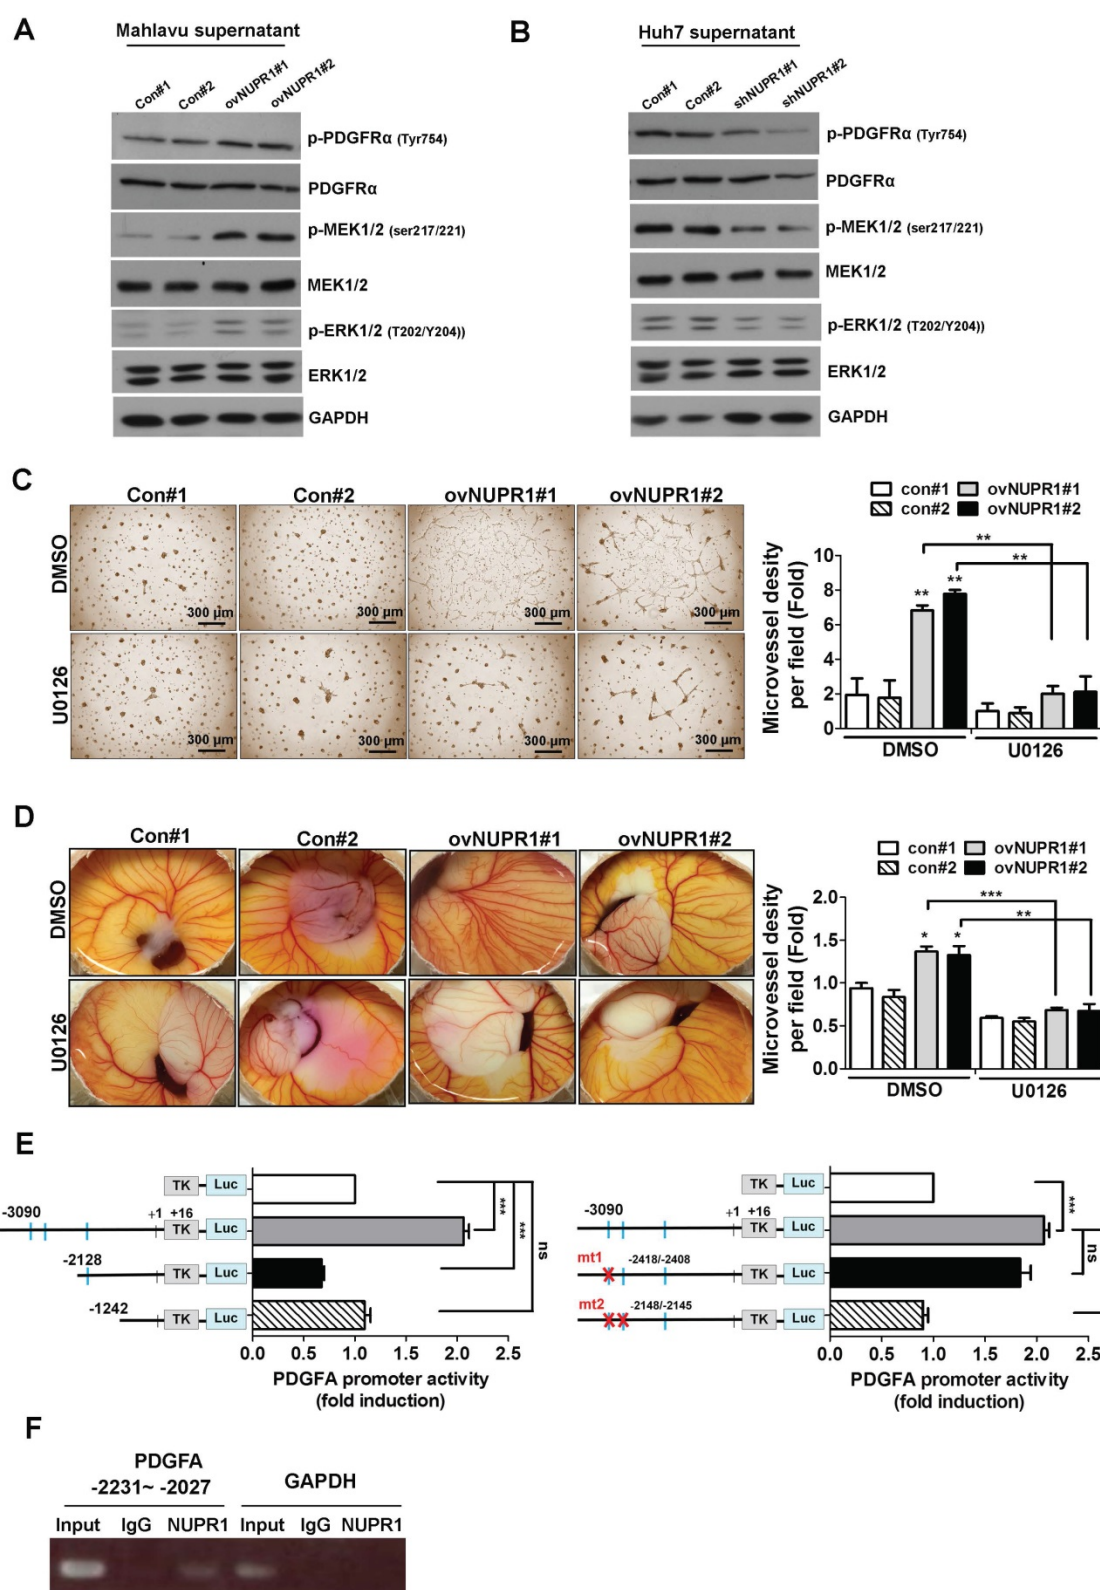 A
Mahlavu supernatant
Con#1 Con#2 ovNUPR1#1 ovNUPR1#2
p-PDGFRα (Tyr754)
PDGFRα
p-MEK1/2 (ser217/221)
MEK1/2
p-ERK1/2 (T202/Y204))
ERK1/2
GAPDH
B
Huh7 supernatant
Con#1 Con#2 shNUPR1#1 shNUPR1#2
p-PDGFRα (Tyr754)
PDGFRα
p-MEK1/2 (ser217/221)
MEK1/2
p-ERK1/2 (T202/Y204))
ERK1/2
GAPDH
C
Con#1 Con#2 ovNUPR1#1 ovNUPR1#2
DMSO
300 μm 300 μm 300 μm 300 μm
U0126
300 μm 300 μm 300 μm 300 μm
con#1 ovNUPR1#1
con#2 ovNUPR1#2
Microvessel desity
per field (Fold)
10
8
6
4
2
0
** ** ** **
DMSO U0126
D
Con#1 Con#2 ovNUPR1#1 ovNUPR1#2
DMSO
U0126
con#1 ovNUPR1#1
con#2 ovNUPR1#2
Microvessel desity
per field (Fold)
2.0
1.5
1.0
0.5
0.0
* * *** **
DMSO U0126
E
TK Luc
-3090 +1 +16 TK Luc
-2128 TK Luc
-1242 TK Luc
*** *** ns
0.0 0.5 1.0 1.5 2.0 2.5
PDGFA promoter activity
(fold induction)
TK Luc
-3090 +1 +16 TK Luc
mt1 -2418/-2408 TK Luc
mt2 -2148/-2145 TK Luc
*** ns
0.0 0.5 1.0 1.5 2.0 2.5
PDGFA promoter activity
(fold induction)
F
PDGFA
-2231~ -2027 GAPDH
Input IgG NUPR1 Input IgG NUPR1